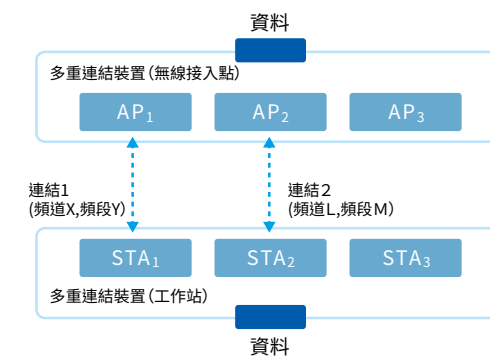 資料
多重連結裝置(無線接入點)
AP1 AP2 AP3
連結1
(頻道X,頻段Y)
連結2
(頻道L,頻段M)
STA1 STA2 STA3
多重連結裝置(工作站)
資料